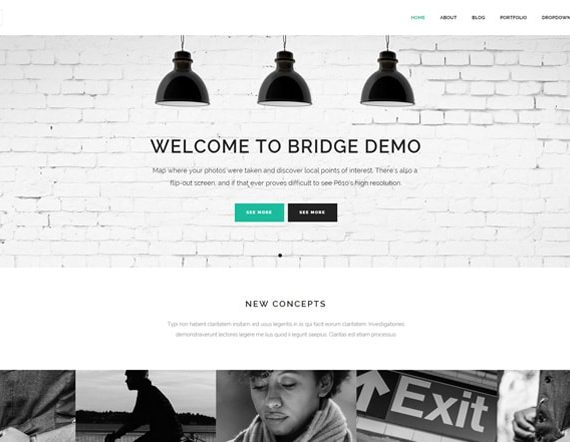 HOME ABOUT BLOG PORTFOLIO DROPDOWN
WELCOME TO BRIDGE DEMO
Map where your photos were taken and discover local points of interest. There's also a
flip-out screen, and if that ever proves difficult to see P610's high resolution.
SEE MORE SEE MORE
NEW CONCEPTS
Typi non habent claritatem insitam est usus legentis in iis qui facit eorum claritatem. Investigationes
demonstraverunt lectores legere me lius quod ii legunt saepius. Claritas est etiam processus
Exit